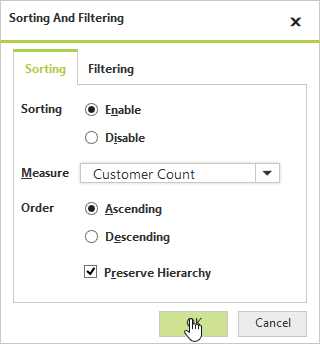 Sorting And Filtering
Sorting Filtering
Sorting Enable
Disable
Measure Customer Count
Order Ascending
Descending
Preserve Hierarchy
OK Cancel